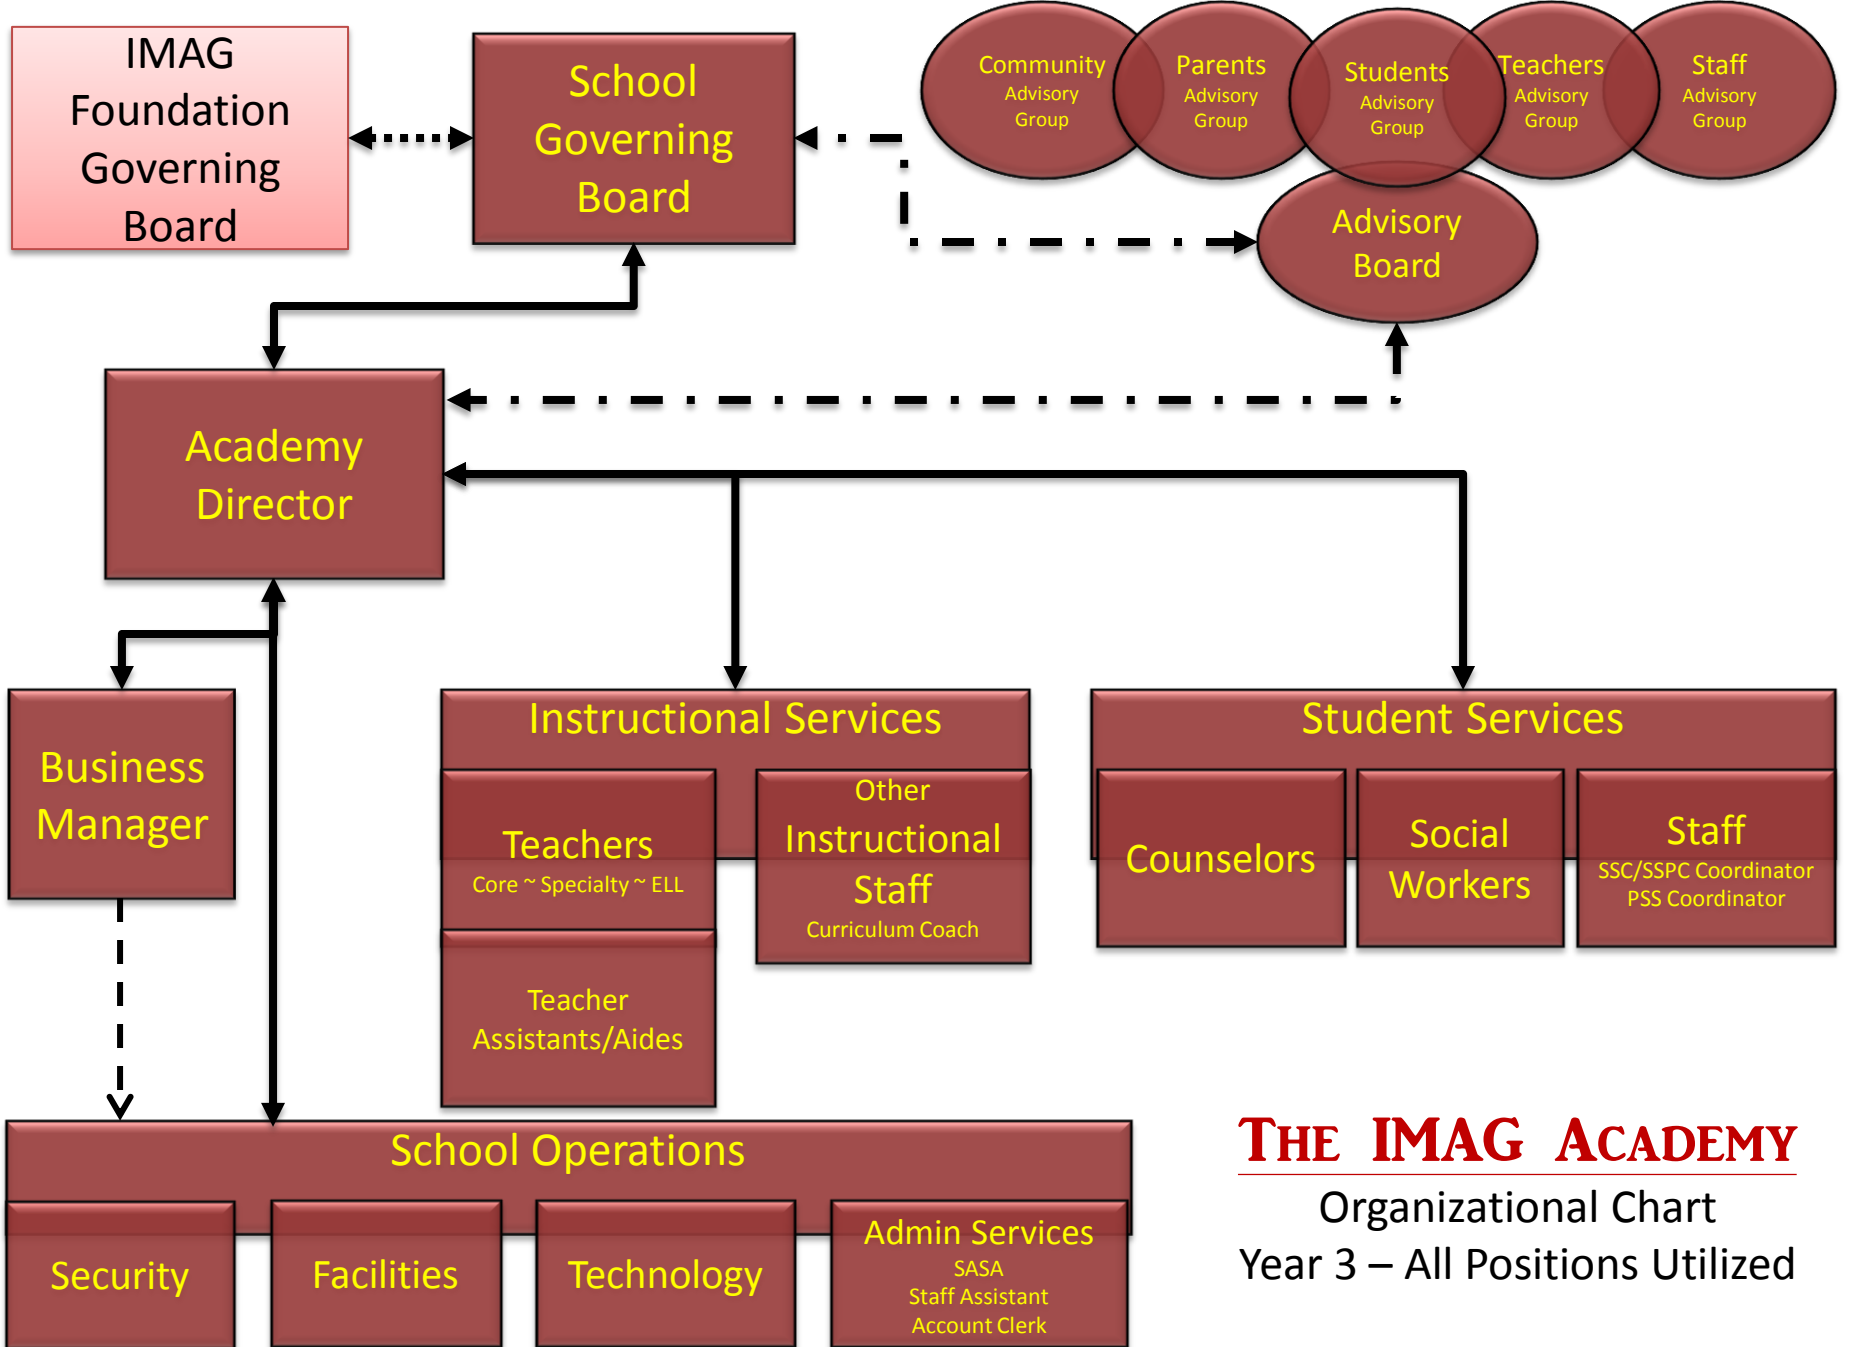 IMAG
Foundation
Governing
Board
School
Governing
Board
Community
Advisory
Group
Parents
Advisory
Group
Students
Advisory
Group
Teachers
Advisory
Group
Staff
Advisory
Group
Advisory
Board
Academy
Director
Business
Manager
Instructional Services
Teachers
Core ~ Specialty ~ ELL
Other
Instructional
Staff
Curriculum Coach
Teacher
Assistants/Aides
Student Services
Counselors
Social
Workers
Staff
SSC/SSPC Coordinator
PSS Coordinator
School Operations
Security
Facilities
Technology
Admin Services
SASA
Staff Assistant
Account Clerk
THE IMAG ACADEMY
Organizational Chart
Year 3 – All Positions Utilized